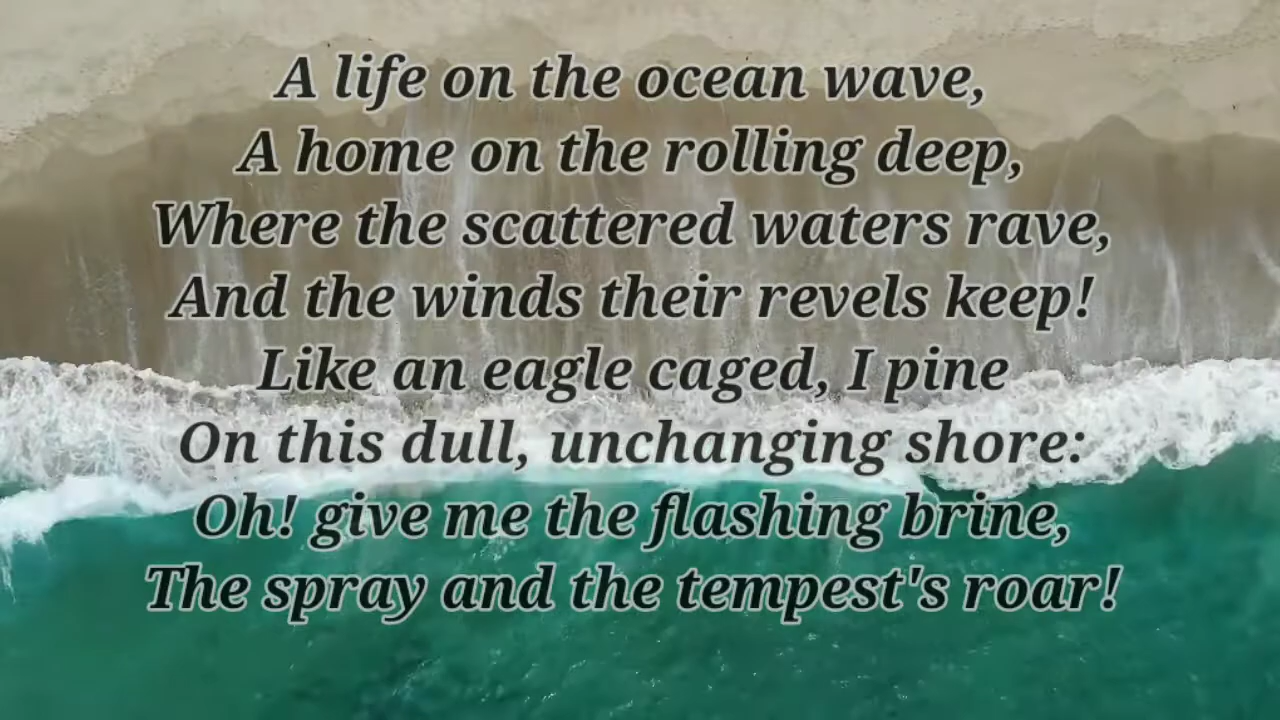 A life on the ocean wave,
A home on the rolling deep,
Where the scattered waters rave,
And the winds their revels keep!
Like an eagle caged, I pine
On this dull, unchanging shore:
Oh! give me the flashing brine,
The spray and the tempest's roar!